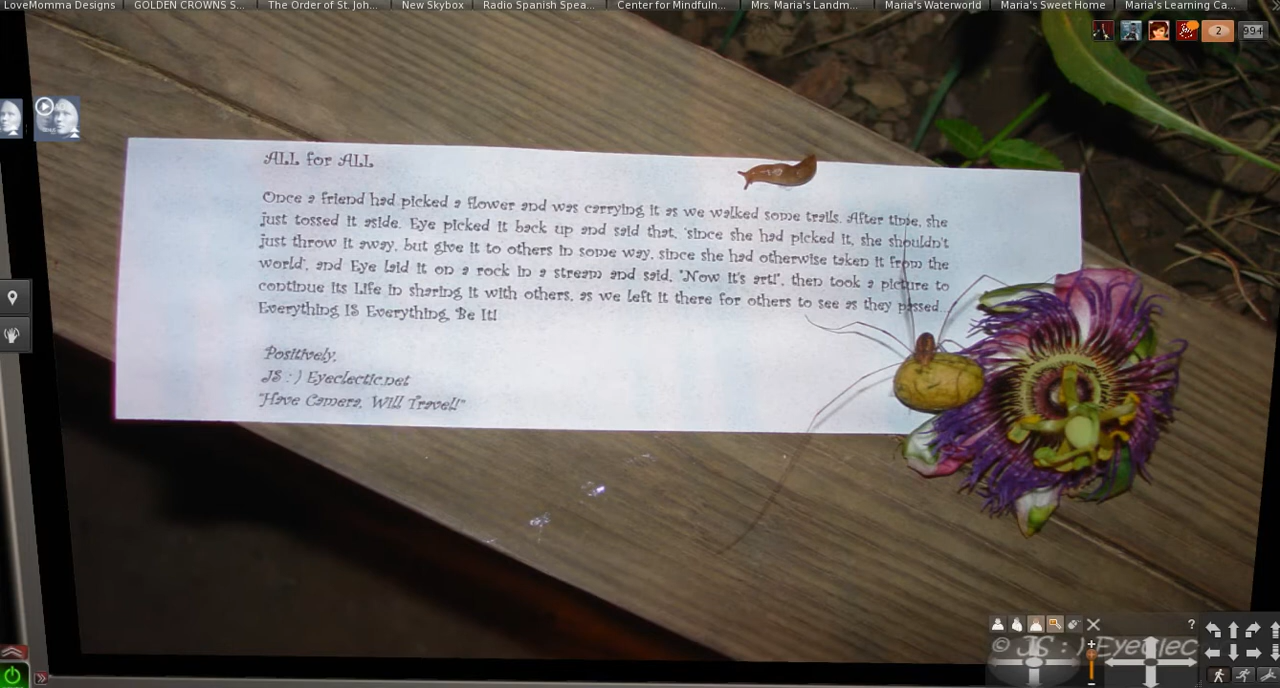 LoveMomma Designs
GOLDEN CROWNS S...
The Order of St. Joh...
New Skybox
Radio Spanish Spea...
Center for Mindfuln...
Mrs. Maria's Landm...
Maria's Waterworld
Maria's Sweet Home
Maria's Learning Ca...
2
994
ALL for ALL
Once a friend had picked a flower and was carrying it as we walked some trails. After time, she
just tossed it aside. Eye picked it back up and said that, 'since she had picked it, she shouldn't
just throw it away, but give it to others in some way, since she had otherwise taken it from the
world', and Eye laid it on a rock in a stream and said, "Now it's art!", then took a picture to
continue its Life in sharing it with others, as we left it there for others to see as they passed...
Everything IS Everything, Be It!
Positively,
JS : ) Eyeclectic.net
"Have Camera, Will Travel!"
?
© JS : ) Eyeclec